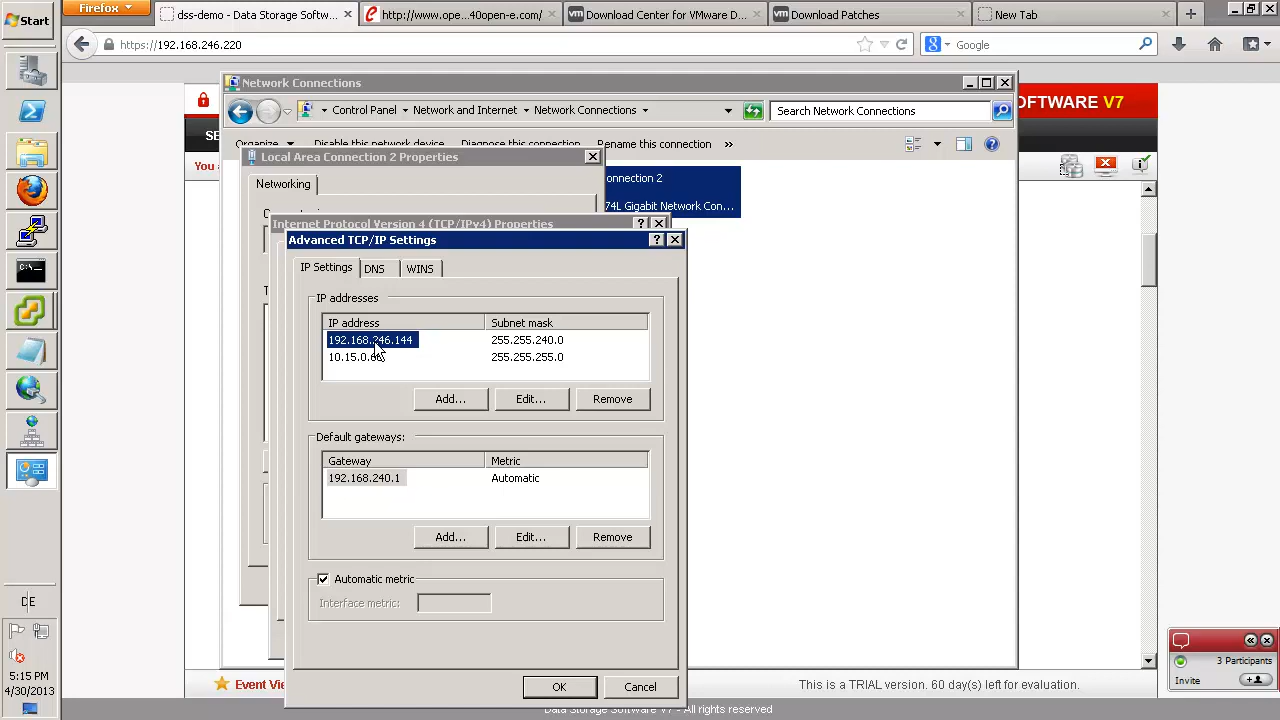 Start
Firefox
dss-demo - Data Storage Softw...
http://www.ope...40open-e.com/
Download Center for VMware D...
Download Patches
New Tab
https://192.168.246.220
Google
Network Connections
Control Panel
Network and Internet
Network Connections
Search Network Connections
OFTWARE V7
SE
Organize
Disable this network device
Diagnose this connection
Rename this connection
»
You a
Local Area Connection 2 Properties
Networking
onnection 2
74L Gigabit Network Con...
Internet Protocol Version 4 (TCP/IPv4) Properties
Advanced TCP/IP Settings
IP Settings
DNS
WINS
IP addresses
IP address
Subnet mask
192.168.246.144
255.255.240.0
255.255.255.0
Add...
Edit...
Remove
Default gateways:
Gateway
Metric
192.168.240.1
Automatic
Add...
Edit...
Remove
Automatic metric
Interface metric:
OK
Cancel
DE
5:15 PM
4/30/2013
Event Vie
This is a TRIAL version. 60 day(s) left for evaluation.
Data Storage Software V7 - All rights reserved
3 Participants
Invite